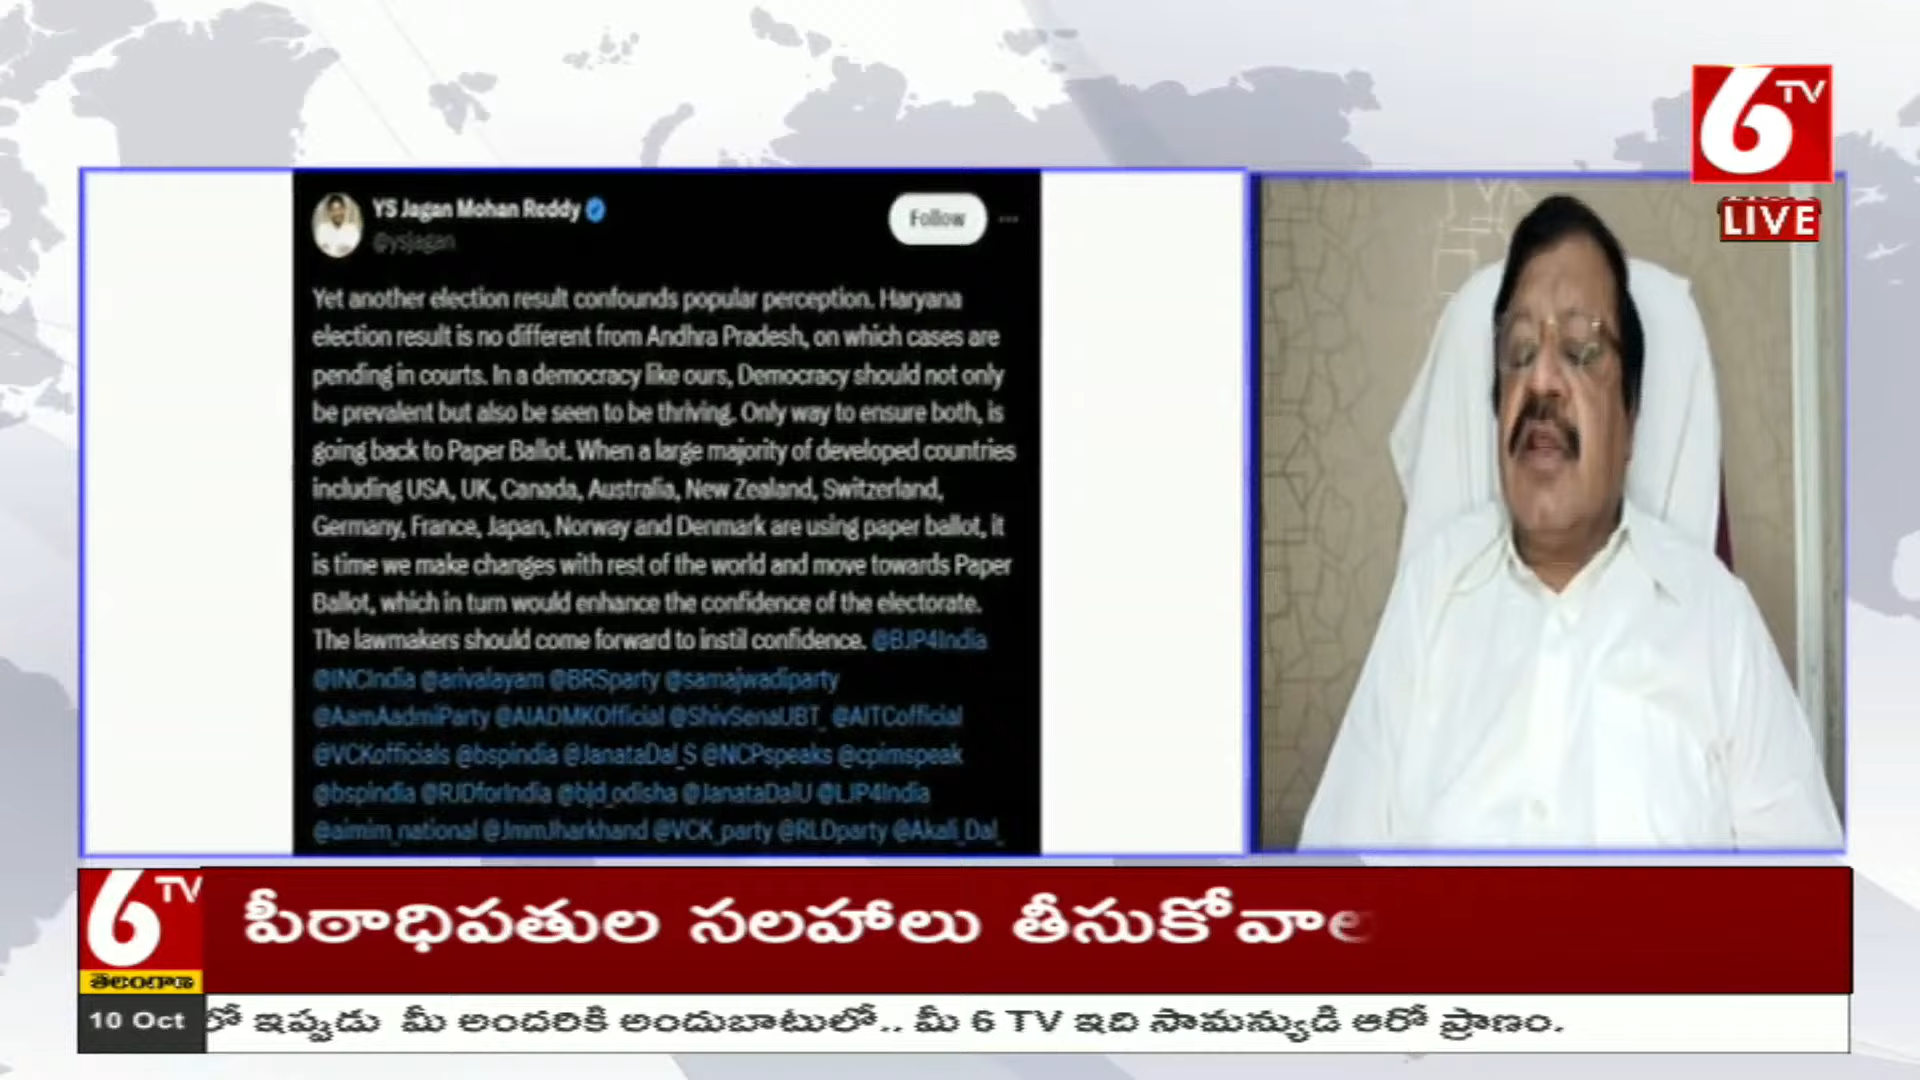 6 TV
LIVE
YS Jagan Mohan Reddy
@ysjagan
Follow
Yet another election result confounds popular perception. Haryana
election result is no different from Andhra Pradesh, on which cases are
pending in courts. In a democracy like ours, Democracy should not only
be prevalent but also be seen to be thriving. Only way to ensure both, is
going back to Paper Ballot. When a large majority of developed countries
including USA, UK, Canada, Australia, New Zealand, Switzerland,
Germany, France, Japan, Norway and Denmark are using paper ballot, it
is time we make changes with rest of the world and move towards Paper
Ballot, which in turn would enhance the confidence of the electorate.
The lawmakers should come forward to instil confidence. @BJP4India
@INCIndia @arivalayam @BRSparty @samajwadiparty
@AamAadmiParty @AIADMKOfficial @ShivSenaUBT_ @AITCofficial
@VCKofficials @bspindia @JanataDal_S @NCPspeaks @cpimspeak
@bspindia @RJDforIndia @bjd_odisha @JanataDalU @LJP4India
@aimim_national @JmmJharkhand @VCK_party @RLDparty @Akali_Dal_
6 TV
తెలంగాణ
పీఠాధిపతుల సలహాలు తీసుకోవాల
10 Oct
లో ఇప్పడు మీ అందరికీ అందుబాటులో.. మీ 6 TV ఇది సామన్యుడి ఆరో ప్రాణం.